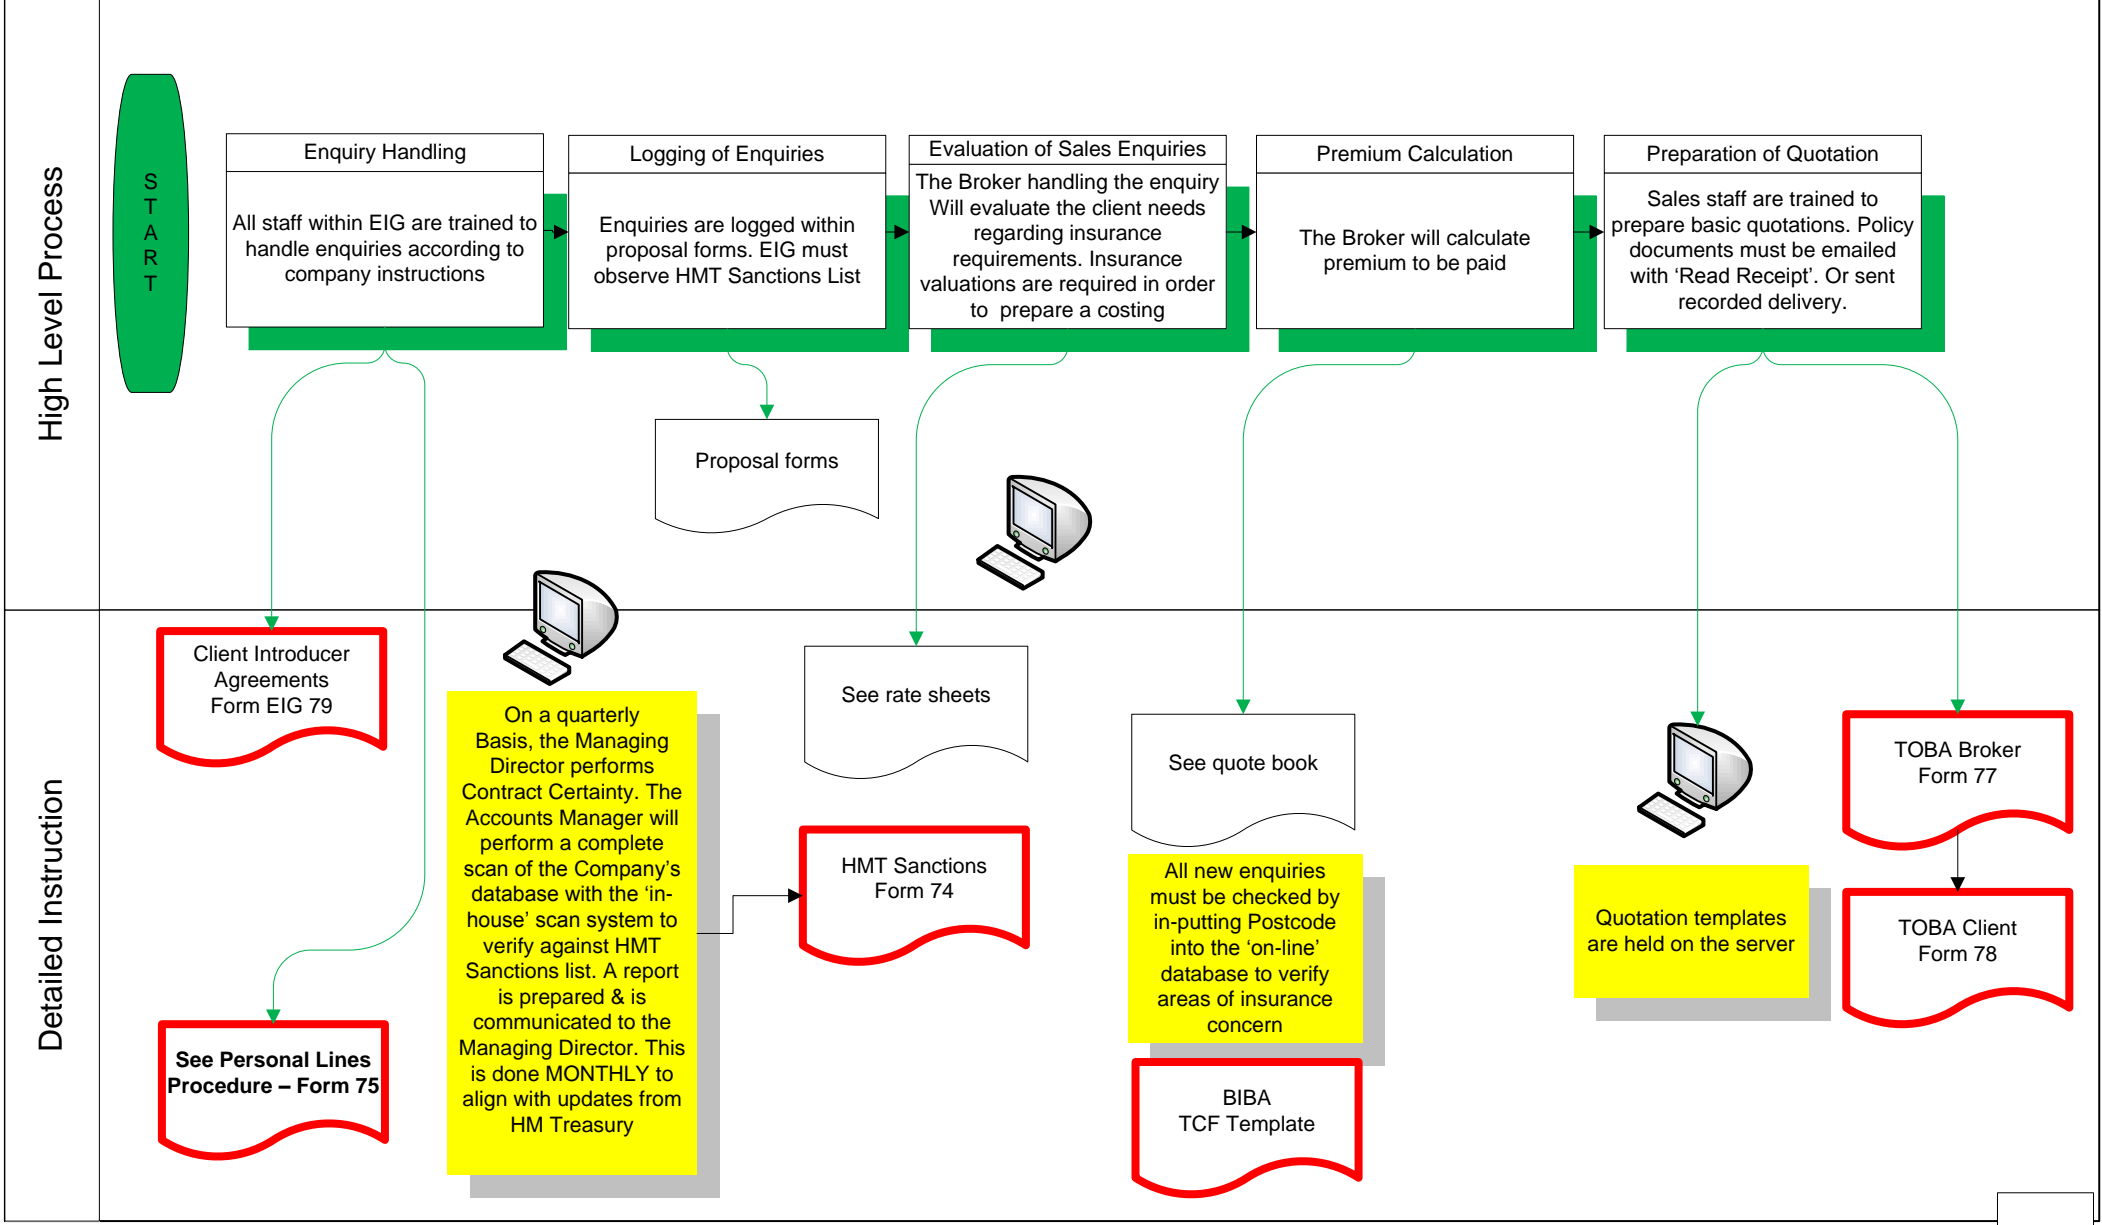 High Level Process
S
T
A
R
T
Enquiry Handling
All staff within EIG are trained to
handle enquiries according to
company instructions
Logging of Enquiries
Enquiries are logged within
proposal forms. EIG must
observe HMT Sanctions List
Evaluation of Sales Enquiries
The Broker handling the enquiry
Will evaluate the client needs
regarding insurance
requirements. Insurance
valuations are required in order
to prepare a costing
Premium Calculation
The Broker will calculate
premium to be paid
Preparation of Quotation
Sales staff are trained to
prepare basic quotations. Policy
documents must be emailed
with ‘Read Receipt’. Or sent
recorded delivery.
Proposal forms
Detailed Instruction
Client Introducer
Agreements
Form EIG 79
See Personal Lines
Procedure – Form 75
On a quarterly
Basis, the Managing
Director performs
Contract Certainty. The
Accounts Manager will
perform a complete
scan of the Company’s
database with the ‘in-
house’ scan system to
verify against HMT
Sanctions list. A report
is prepared & is
communicated to the
Managing Director. This
is done MONTHLY to
align with updates from
HM Treasury
See rate sheets
HMT Sanctions
Form 74
See quote book
All new enquiries
must be checked by
in-putting Postcode
into the ‘on-line’
database to verify
areas of insurance
concern
BIBA
TCF Template
Quotation templates
are held on the server
TOBA Broker
Form 77
TOBA Client
Form 78